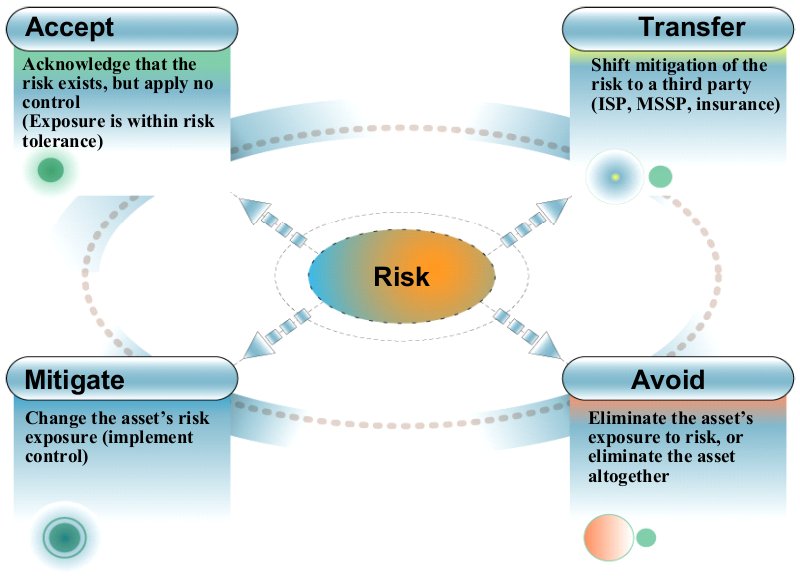 Accept
Acknowledge that the
risk exists, but apply no
control
(Exposure is within risk
tolerance)
Transfer
Shift mitigation of the
risk to a third party
(ISP, MSSP, insurance)
Risk
Mitigate
Change the asset’s risk
exposure (implement
control)
Avoid
Eliminate the asset’s
exposure to risk, or
eliminate the asset
altogether